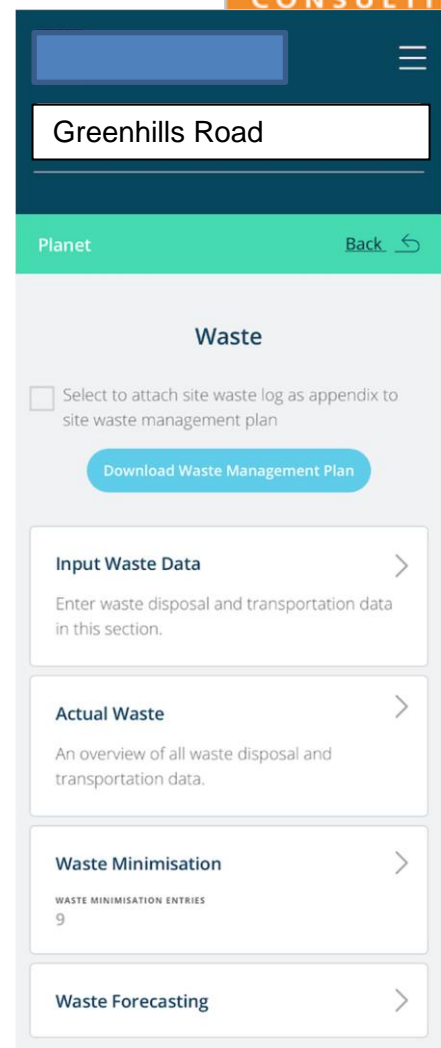 Greenhills Road
Planet
Back
Waste
Select to attach site waste log as appendix to
site waste management plan
Download Waste Management Plan
Input Waste Data
Enter waste disposal and transportation data
in this section.
Actual Waste
An overview of all waste disposal and
transportation data.
Waste Minimisation
WASTE MINIMISATION ENTRIES
9
Waste Forecasting